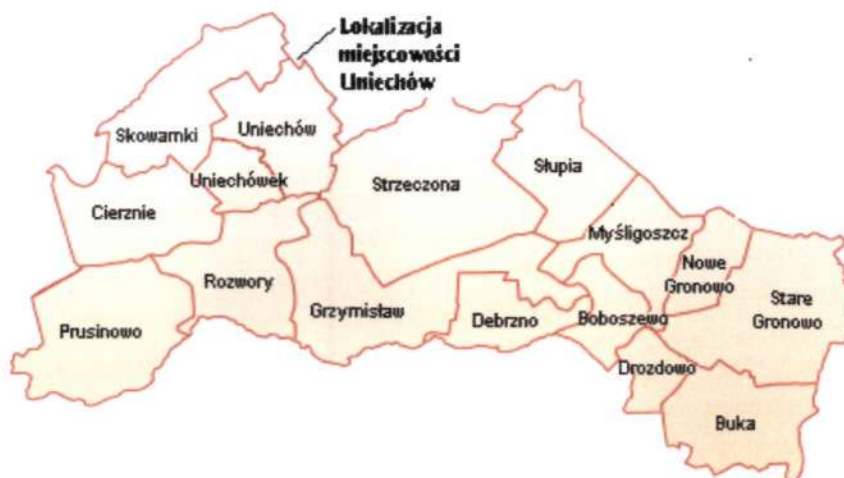 Lokalizacja
miejscowości
Uniechów
Skowarnki
Uniechów
Uniechówek
Strzeczona
Słupia
Cierznie
Myśligoszcz
Nowe
Gronowo
Rozwory
Stare
Gronowo
Grzymisław
Prusinowo
Debrzno
Boboszewo
Drozdowo
Buka